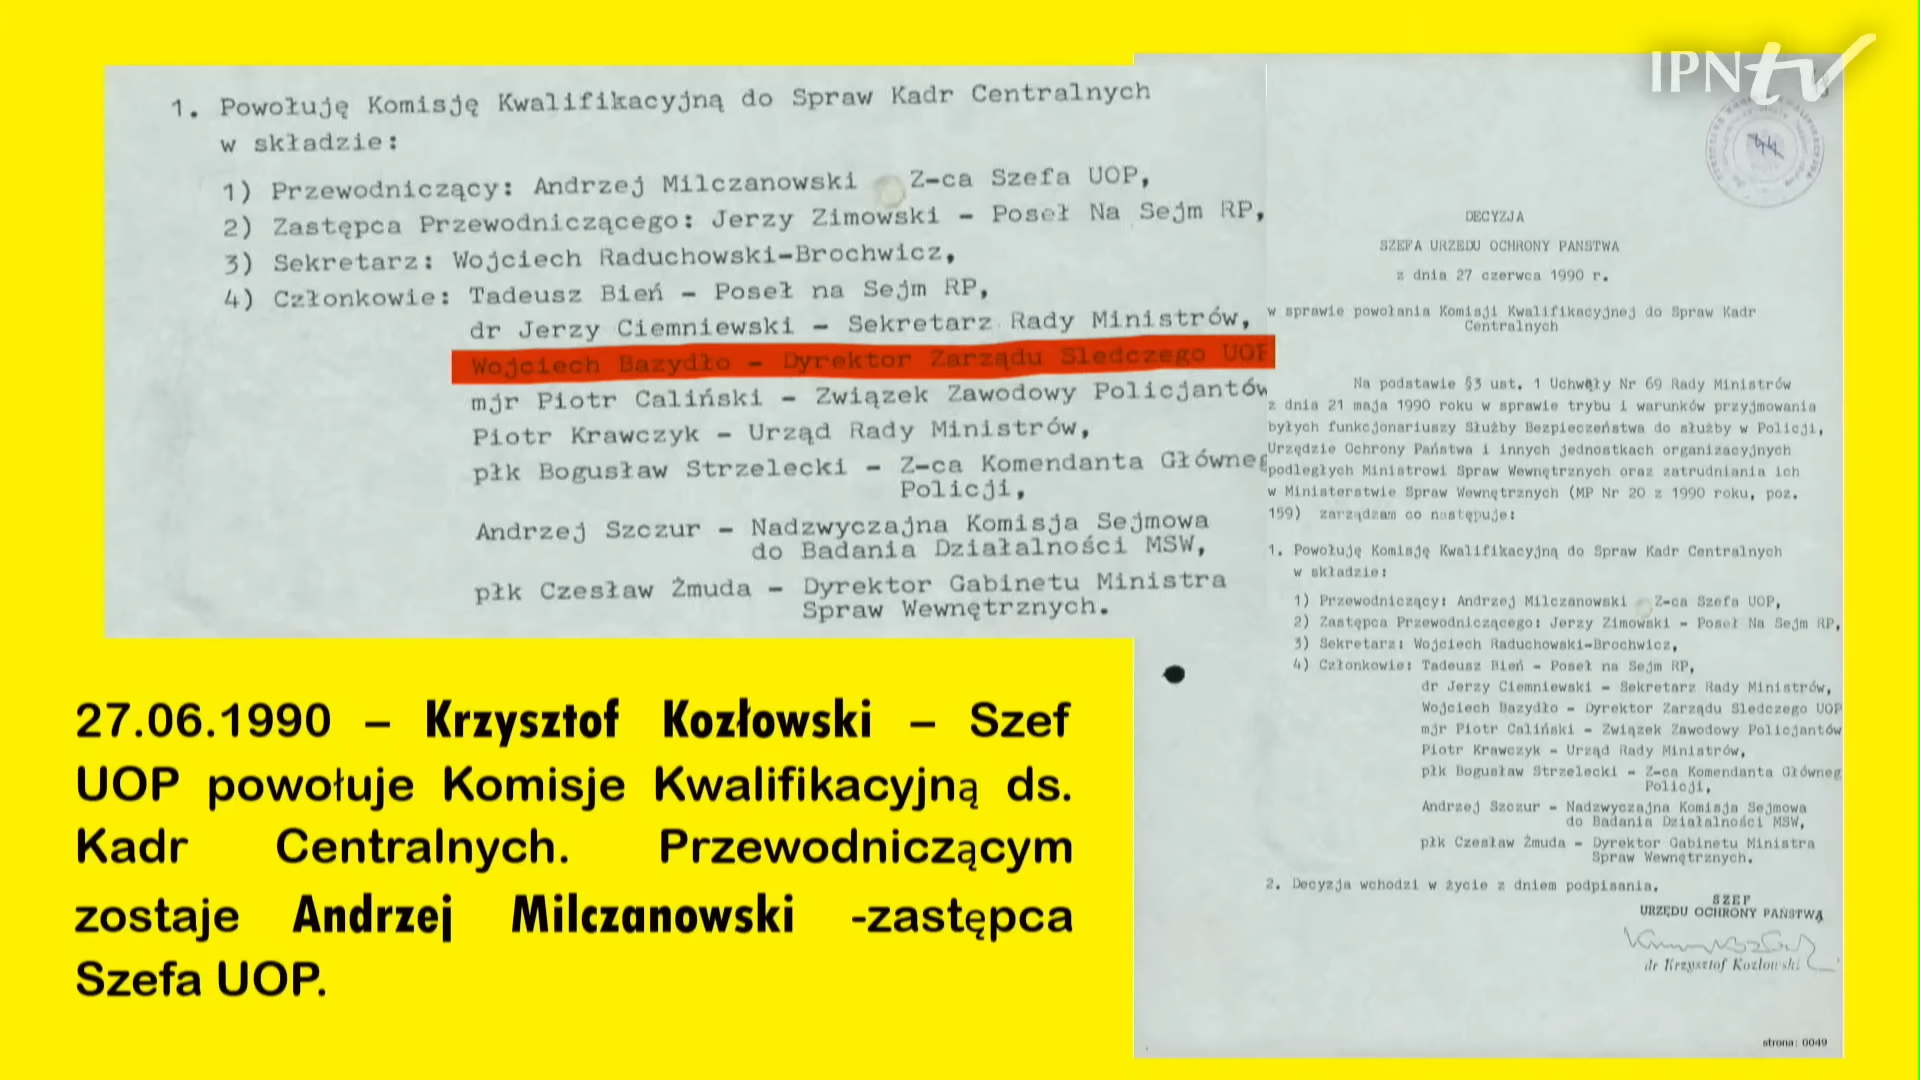 IPNtv
1. Powołuję Komisję Kwalifikacyjną do Spraw Kadr Centralnych
w składzie:
1) Przewodniczący: Andrzej Milczanowski Z-ca Szefa UOP,
2) Zastępca Przewodniczącego: Jerzy Zimowski - Poseł Na Sejm RP,
3) Sekretarz: Wojciech Raduchowski-Brochwicz,
4) Członkowie: Tadeusz Bień - Poseł na Sejm RP,
dr Jerzy Ciemniewski - Sekretarz Rady Ministrów,
Wojciech Bazydło - Dyrektor Zarządu Sledczego UOP
mjr Piotr Caliński - Związek Zawodowy Policjantów
Piotr Krawczyk - Urząd Rady Ministrów,
płk Bogusław Strzelecki - Z-ca Komendanta Główneg
Policji,
Andrzej Szczur - Nadzwyczajna Komisja Sejmowa
do Badania Działalności MSW,
płk Czesław Żmuda - Dyrektor Gabinetu Ministra
Spraw Wewnętrznych.
27.06.1990 – Krzysztof Kozłowski – Szef
UOP powołuje Komisje Kwalifikacyjną ds.
Kadr Centralnych. Przewodniczącym
zostaje Andrzej Milczanowski -zastępca
Szefa UOP.
44
DECYZJA
SZEFA URZĘDU OCHRONY PAŃSTWA
z dnia 27 czerwca 1990 r.
w sprawie powołania Komisji Kwalifikacyjnej do Spraw Kadr
Centralnych
Na podstawie §3 ust. 1 Uchwały Nr 69 Rady Ministrów
z dnia 21 maja 1990 roku w sprawie trybu i warunków przyjmowania
byłych funkcjonariuszy Służby Bezpieczeństwa do służby w Policji,
Urzędzie Ochrony Państwa i innych jednostkach organizacyjnych
podległych Ministrowi Spraw Wewnętrznych oraz zatrudniania ich
w Ministerstwie Spraw Wewnętrznych (MP Nr 20 z 1990 roku, poz.
159) zarządzam co następuje:
1. Powołuję Komisję Kwalifikacyjną do Spraw Kadr Centralnych
w składzie:
1) Przewodniczący: Andrzej Milczanowski Z-ca Szefa UOP,
2) Zastępca Przewodniczącego: Jerzy Zimowski - Poseł Na Sejm RP,
3) Sekretarz: Wojciech Raduchowski-Brochwicz,
4) Członkowie: Tadeusz Bień - Poseł na Sejm RP,
dr Jerzy Ciemniewski - Sekretarz Rady Ministrów,
Wojciech Bazydło - Dyrektor Zarządu Sledczego UOP
mjr Piotr Caliński - Związek Zawodowy Policjantów
Piotr Krawczyk - Urząd Rady Ministrów,
płk Bogusław Strzelecki - Z-ca Komendanta Główneg
Policji,
Andrzej Szczur - Nadzwyczajna Komisja Sejmowa
do Badania Działalności MSW,
płk Czesław Żmuda - Dyrektor Gabinetu Ministra
Spraw Wewnętrznych.
2. Decyzja wchodzi w życie z dniem podpisania.
SZEF
URZĘDU OCHRONY PAŃSTWA
dr Krzysztof Kozłowski
strona: 0049